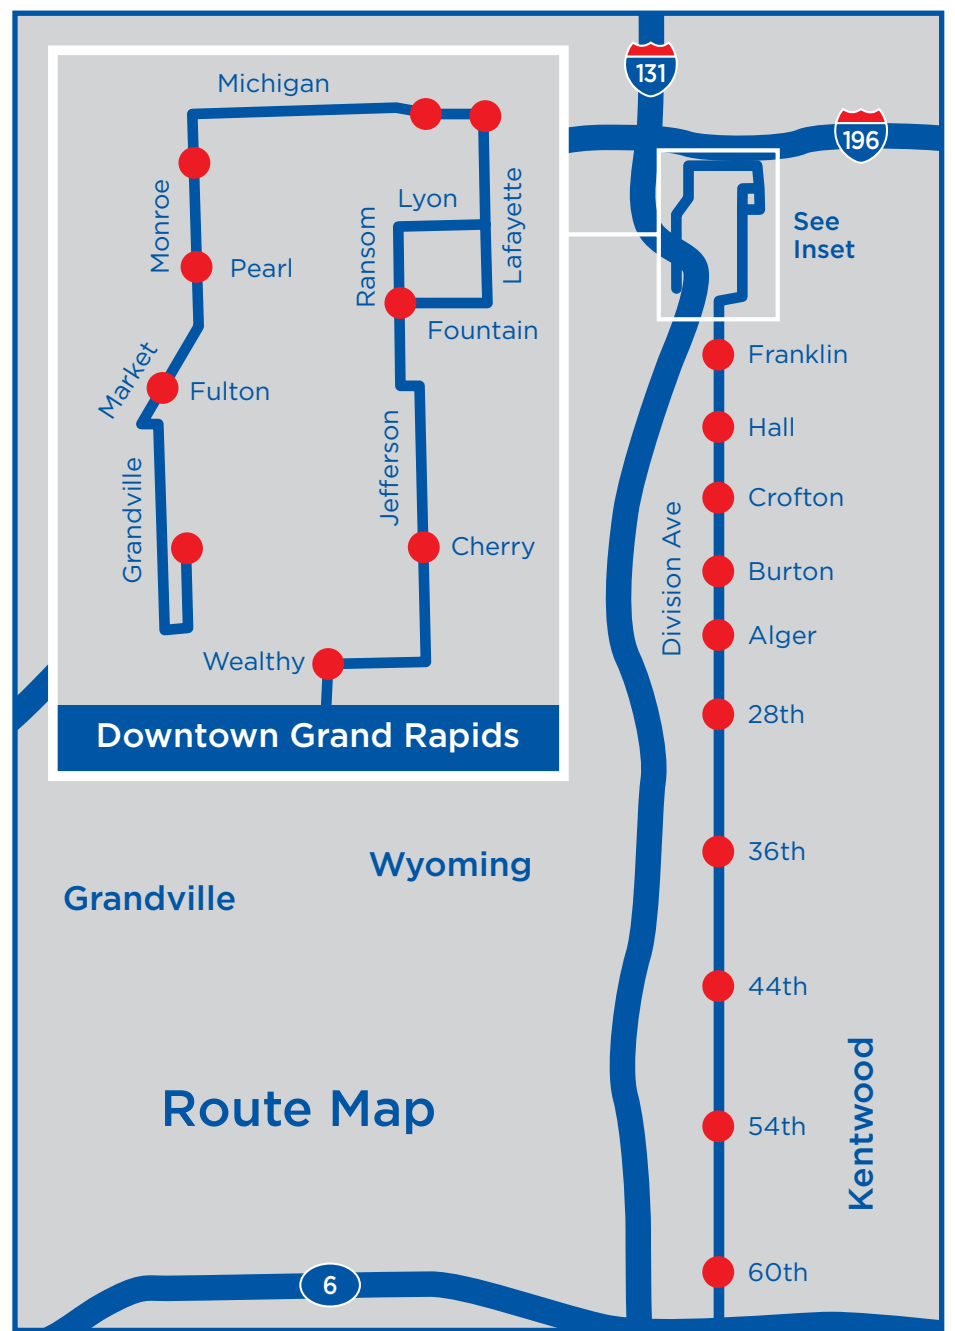 131
196
Michigan
Lyon
Lafayette
Ransom
Monroe
Pearl
Fountain
Market
Fulton
Jefferson
Grandville
Cherry
Wealthy
Downtown Grand Rapids
See
Inset
Franklin
Hall
Crofton
Division Ave
Burton
Alger
28th
36th
Wyoming
Grandville
44th
Kentwood
Route Map
54th
60th
6